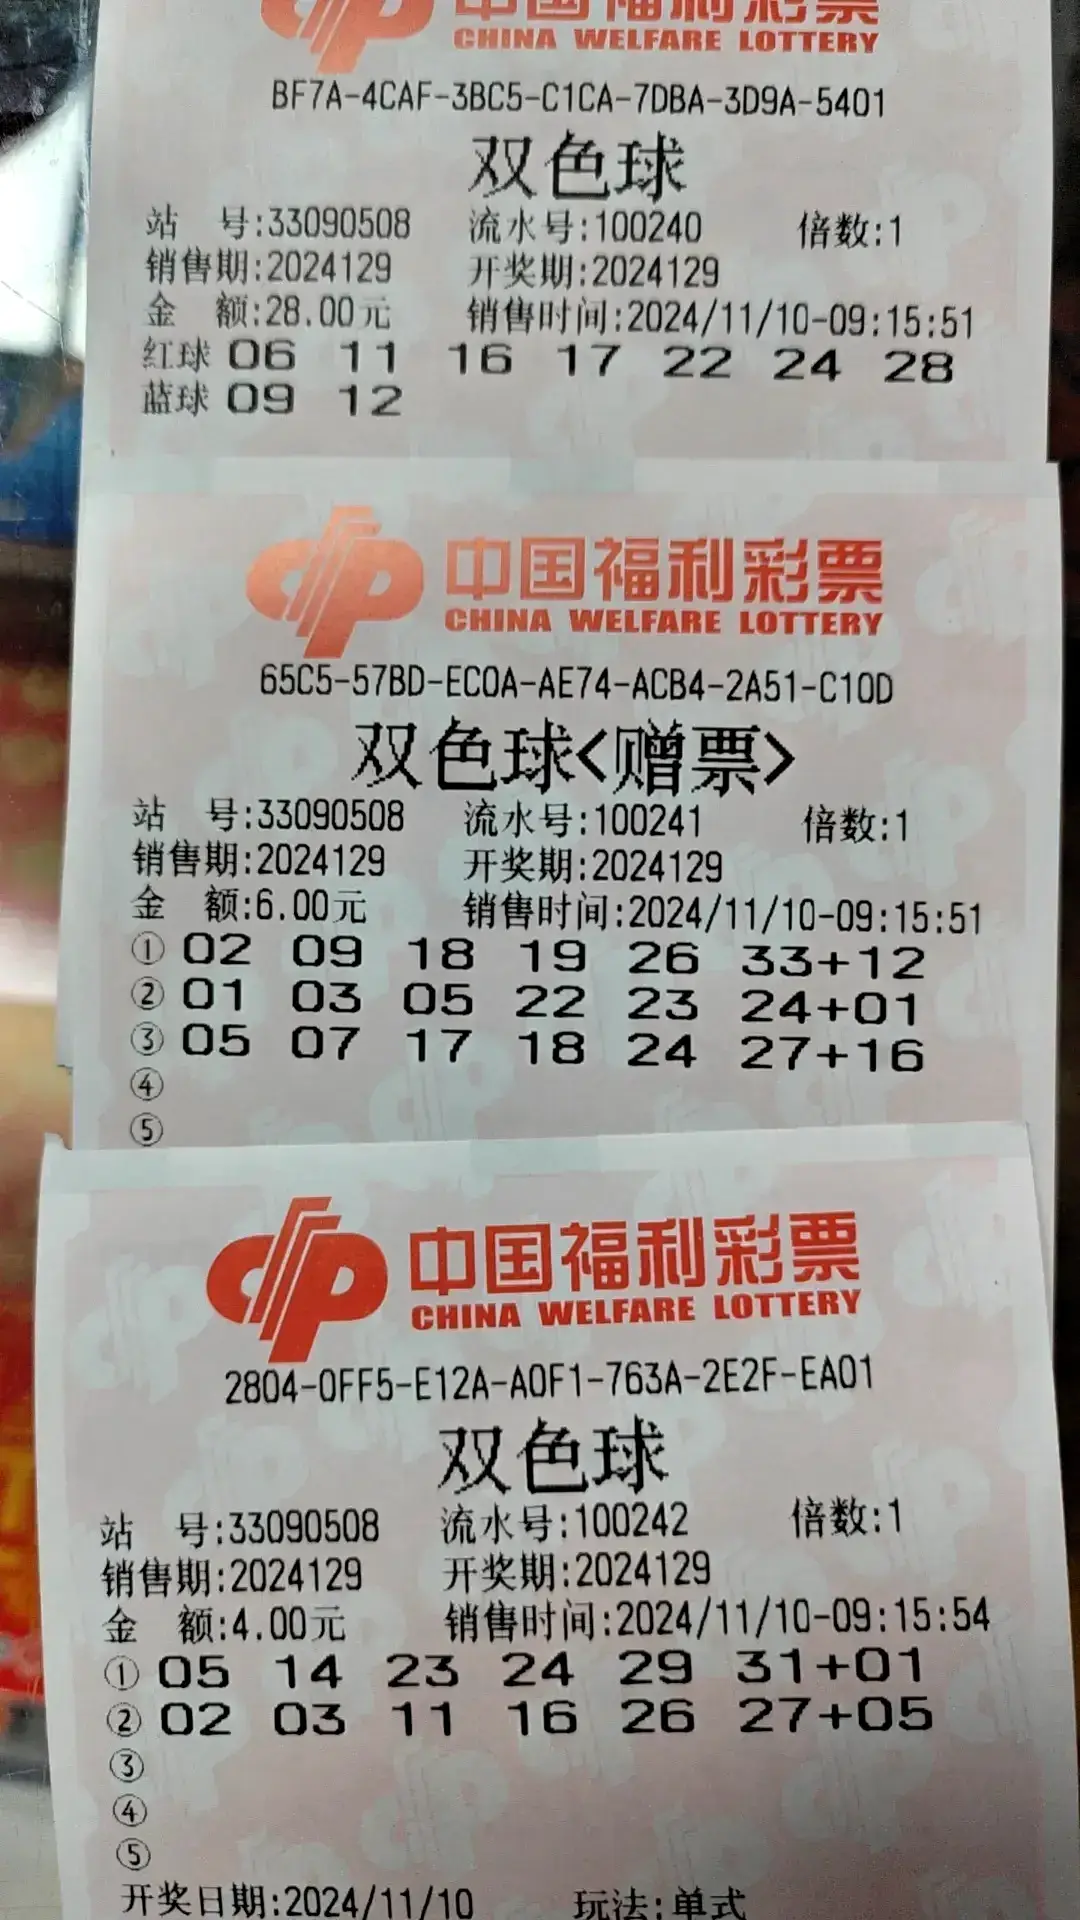 中国福利彩票
CHINA WELFARE LOTTERY
BF7A-4CAF-3BC5-C1CA-7DBA-3D9A-5401
双色球
站 号:33090508 流水号:100240 倍数:1
销售期:2024129 开奖期:2024129
金 额:28.00元 销售时间:2024/11/10-09:15:51
红球 06 11 16 17 22 24 28
蓝球 09 12
中国福利彩票
CHINA WELFARE LOTTERY
65C5-57BD-EC0A-AE74-ACB4-2A51-C10D
双色球<赠票>
站 号:33090508 流水号:100241 倍数:1
销售期:2024129 开奖期:2024129
金 额:6.00元 销售时间:2024/11/10-09:15:51
① 02 09 18 19 26 33+12
② 01 03 05 22 23 24+01
③ 05 07 17 18 24 27+16
④
⑤
中国福利彩票
CHINA WELFARE LOTTERY
2804-0FF5-E12A-A0F1-763A-2E2F-EA01
双色球
站 号:33090508 流水号:100242 倍数:1
销售期:2024129 开奖期:2024129
金 额:4.00元 销售时间:2024/11/10-09:15:54
① 05 14 23 24 29 31+01
② 02 03 11 16 26 27+05
③
④
⑤
开奖日期:2024/11/10 玩法:单式